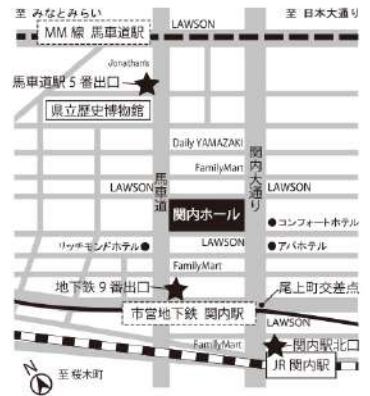 至 みなとみらい
至 日本大通り
LAWSON
MM線 馬車道駅
Jonathan's
馬車道駅5番出口
県立歴史博物館
Daily YAMAZAKI
FamilyMart
馬車道
関内大通り
LAWSON
LAWSON
関内ホール
コンフォートホテル
リッチモンドホテル
LAWSON
アパホテル
FamilyMart
地下鉄9番出口
尾上町交差点
市営地下鉄 関内駅
LAWSON
FamilyMart
関内駅北口
JR関内駅
N
至 桜木町